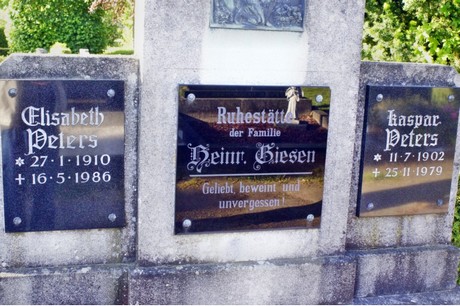 Elisabeth
Peters
* 27·1·1910
+ 16·5·1986
Ruhestätte
der Familie
Heinr. Giesen
Geliebt, beweint und
unvergessen!
Kaspar
Peters
* 11·7·1902
+ 25·11·1979